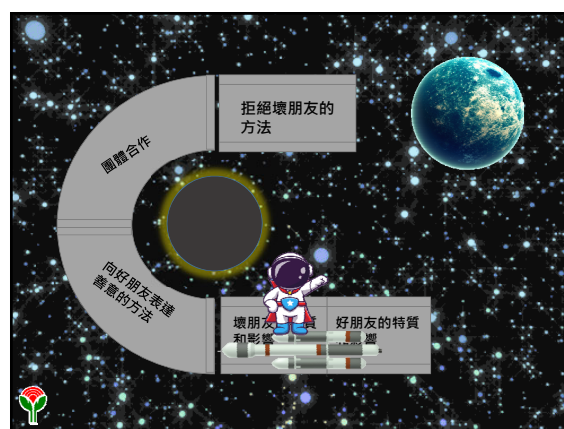 拒絕壞朋友的
方法
團體合作
向好朋友表達
善意的方法
壞朋友
和影響
好朋友的特質
響